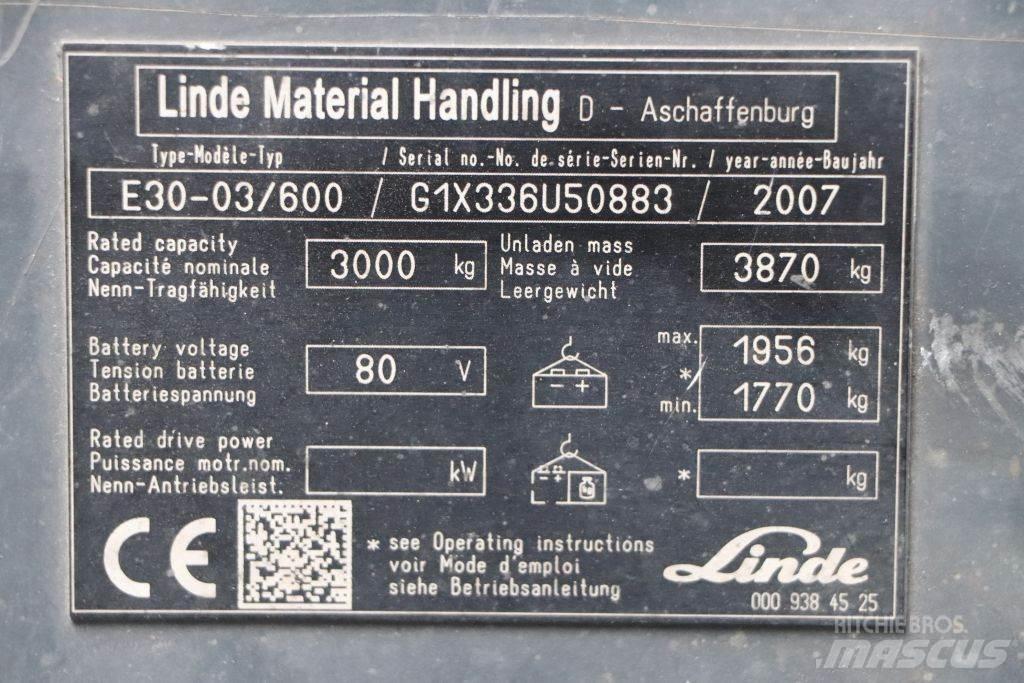 Linde Material Handling D - Aschaffenburg
Type-Modèle-Typ / Serial no.-No. de série-Serien-Nr. / year-année-Baujahr
E30-03/600 / G1X336U50883 / 2007
Rated capacity
Capacité nominale
Nenn-Tragfähigkeit
3000 kg
Unladen mass
Masse à vide
Leergewicht
3870 kg
Battery voltage
Tension batterie
Batteriespannung
80 V
- +
max. 1956 kg
*
min. 1770 kg
Rated drive power
Puissance motr.nom.
Nenn-Antriebsleist.
kW
- +
kg
* kg
CE
* see Operating instructions
voir Mode d'emploi
siehe Betriebsanleitung
Linde
000 938 45 25
RITCHIE BROS.
MASCUS